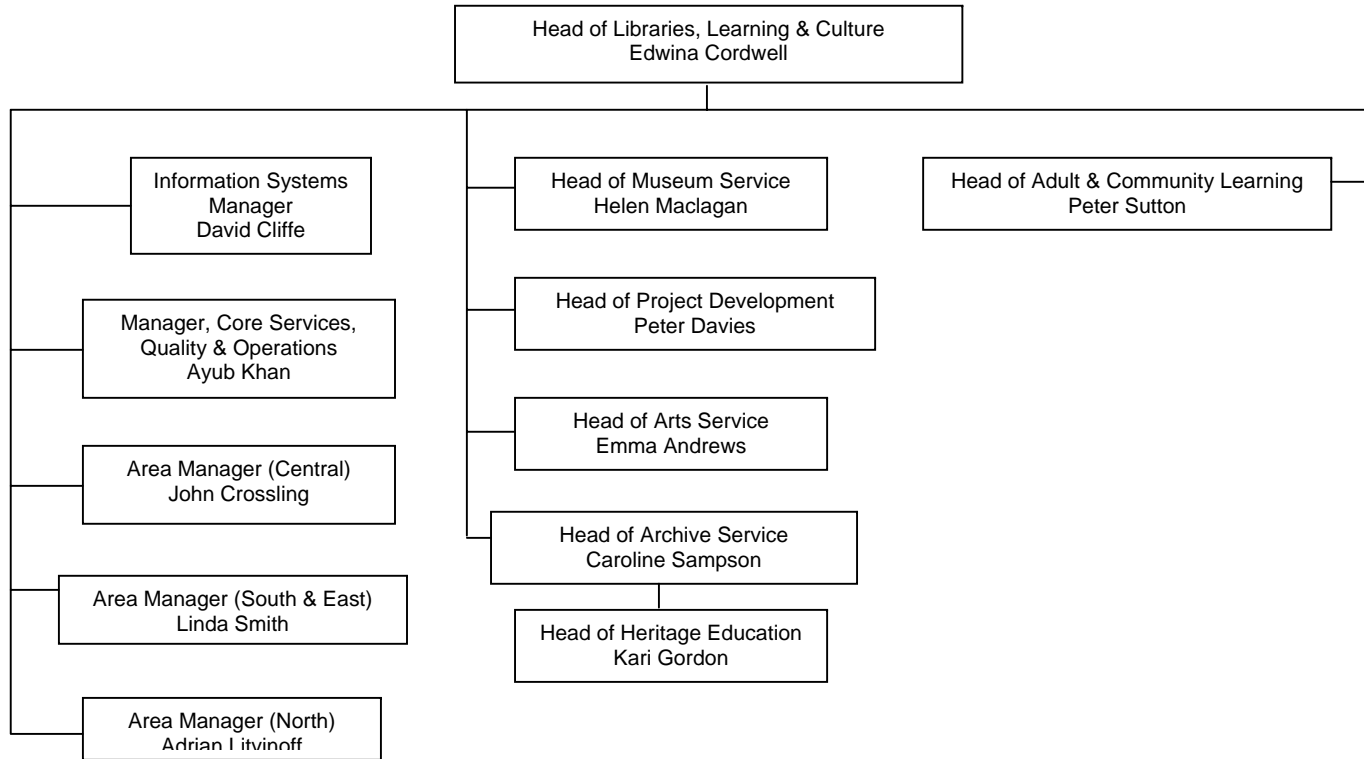 Head of Libraries, Learning & Culture
Edwina Cordwell
Information Systems
Manager
David Cliffe
Manager, Core Services,
Quality & Operations
Ayub Khan
Area Manager (Central)
John Crossling
Area Manager (South & East)
Linda Smith
Area Manager (North)
Adrian Litvinoff
Head of Museum Service
Helen Maclagan
Head of Project Development
Peter Davies
Head of Arts Service
Emma Andrews
Head of Archive Service
Caroline Sampson
Head of Heritage Education
Kari Gordon
Head of Adult & Community Learning
Peter Sutton